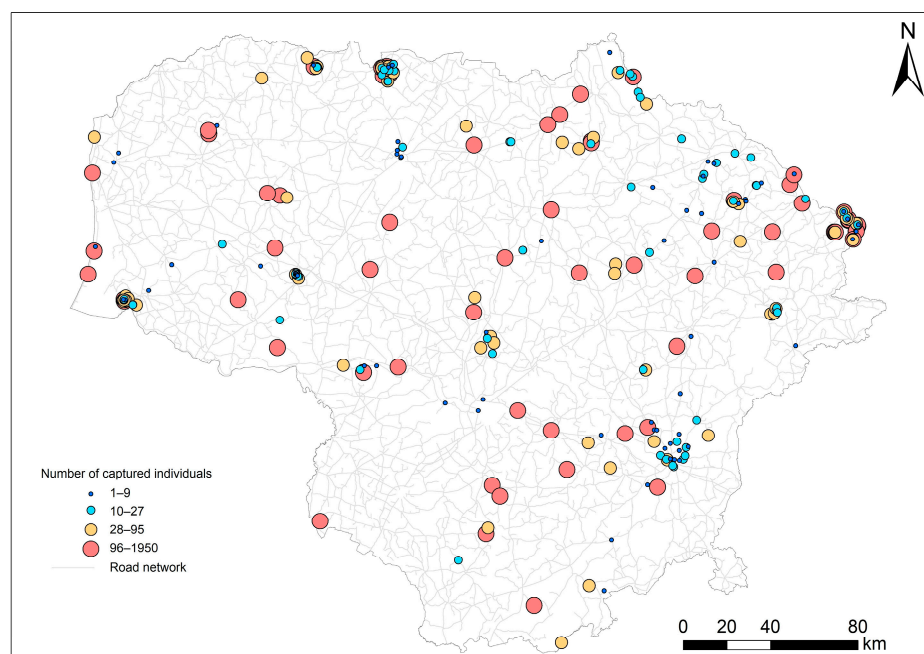 N
Number of captured individuals
1–9
10–27
28–95
96–1950
Road network
0 20 40 80
km